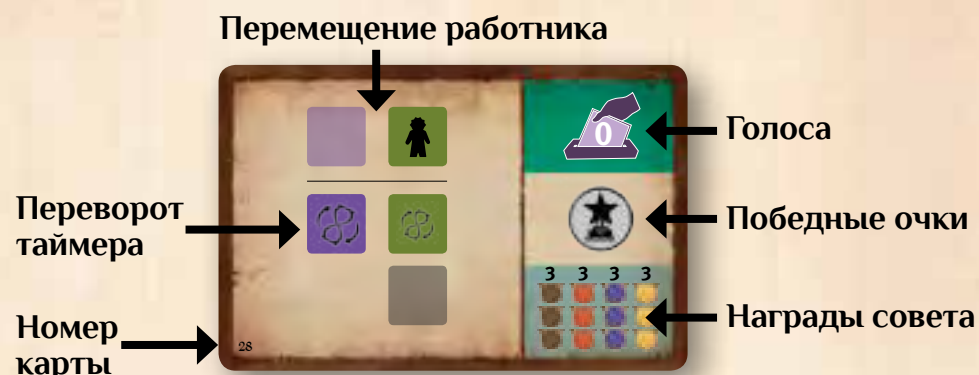 Перемещение работника
0
Голоса
Переворот
таймера
Победные очки
3 3 3 3
Награды совета
Номер
карты
28